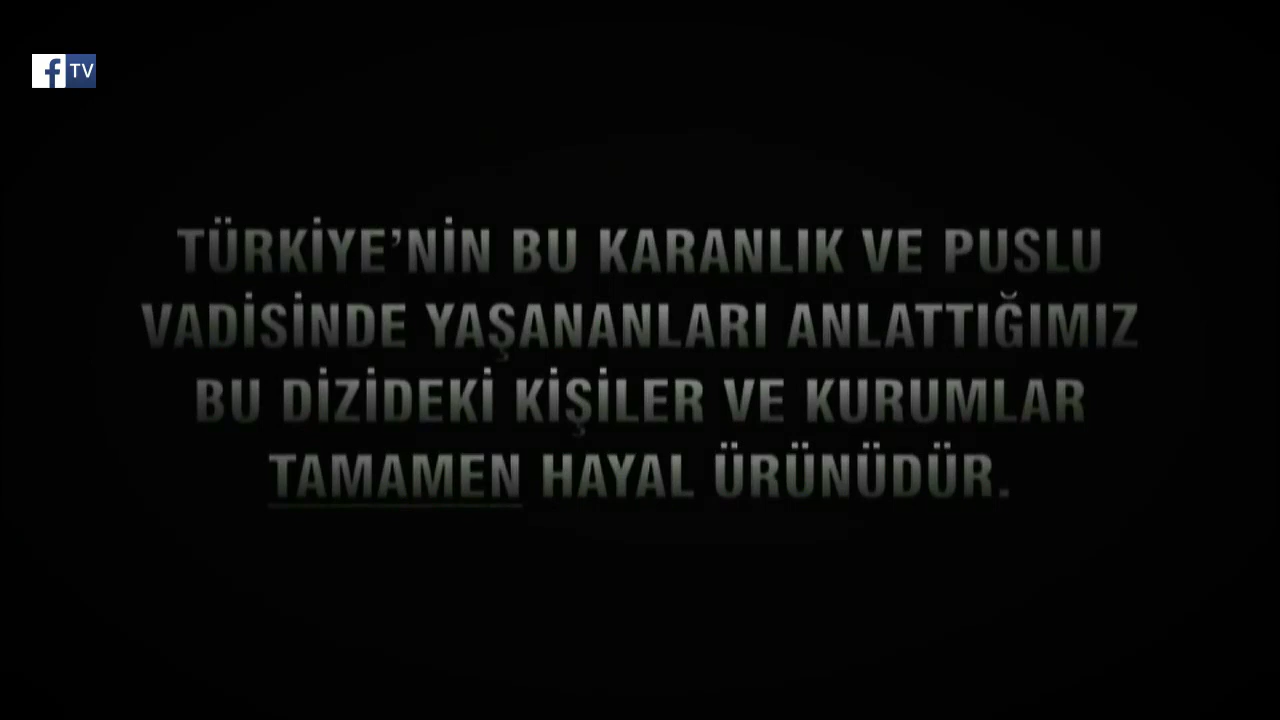 f TV
TÜRKİYE'NİN BU KARANLIK VE PUSLU
VADİSİNDE YAŞANANLARI ANLATTIĞIMIZ
BU DİZİDEKİ KİŞİLER VE KURUMLAR
TAMAMEN HAYAL ÜRÜNÜDÜR.